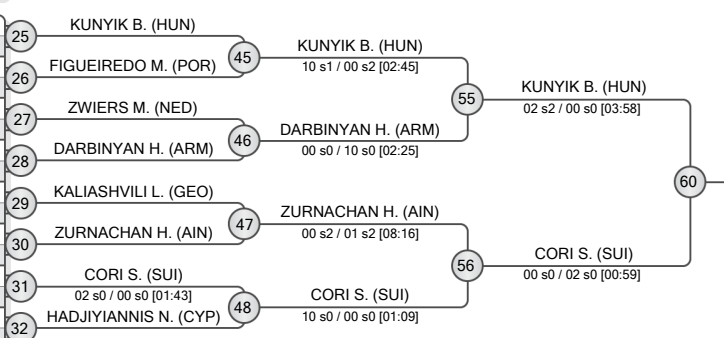 25
KUNYIK B. (HUN)
45
KUNYIK B. (HUN)
10 s1 / 00 s2 [02:45]
26
FIGUEIREDO M. (POR)
55
KUNYIK B. (HUN)
02 s2 / 00 s0 [03:58]
27
ZWIERS M. (NED)
46
DARBINYAN H. (ARM)
00 s0 / 10 s0 [02:25]
28
DARBINYAN H. (ARM)
60
29
KALIASHVILI L. (GEO)
47
ZURNACHAN H. (AIN)
00 s2 / 01 s2 [08:16]
30
ZURNACHAN H. (AIN)
56
CORI S. (SUI)
00 s0 / 02 s0 [00:59]
31
CORI S. (SUI)
02 s0 / 00 s0 [01:43]
48
CORI S. (SUI)
10 s0 / 00 s0 [01:09]
32
HADJIYIANNIS N. (CYP)